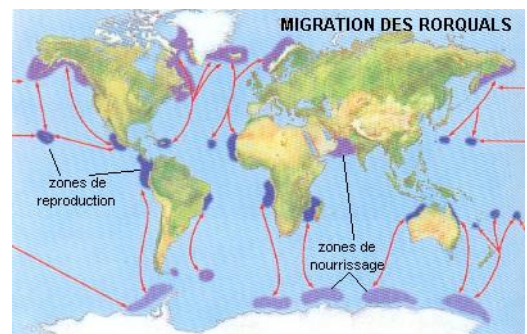 MIGRATION DES RORQUALS
zones de
reproduction
zones de
nourrissage